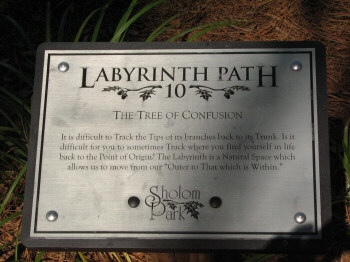 LABYRINTH PATH
10
THE TREE OF CONFUSION
It is difficult to Track the Tips of its branches back to its Trunk. Is it
difficult for you to sometimes Track where you find yourself in life
back to the Point of Origin? The Labyrinth is a Natural Space which
allows us to move from our "Outer to That which is Within."
Sholom
Park